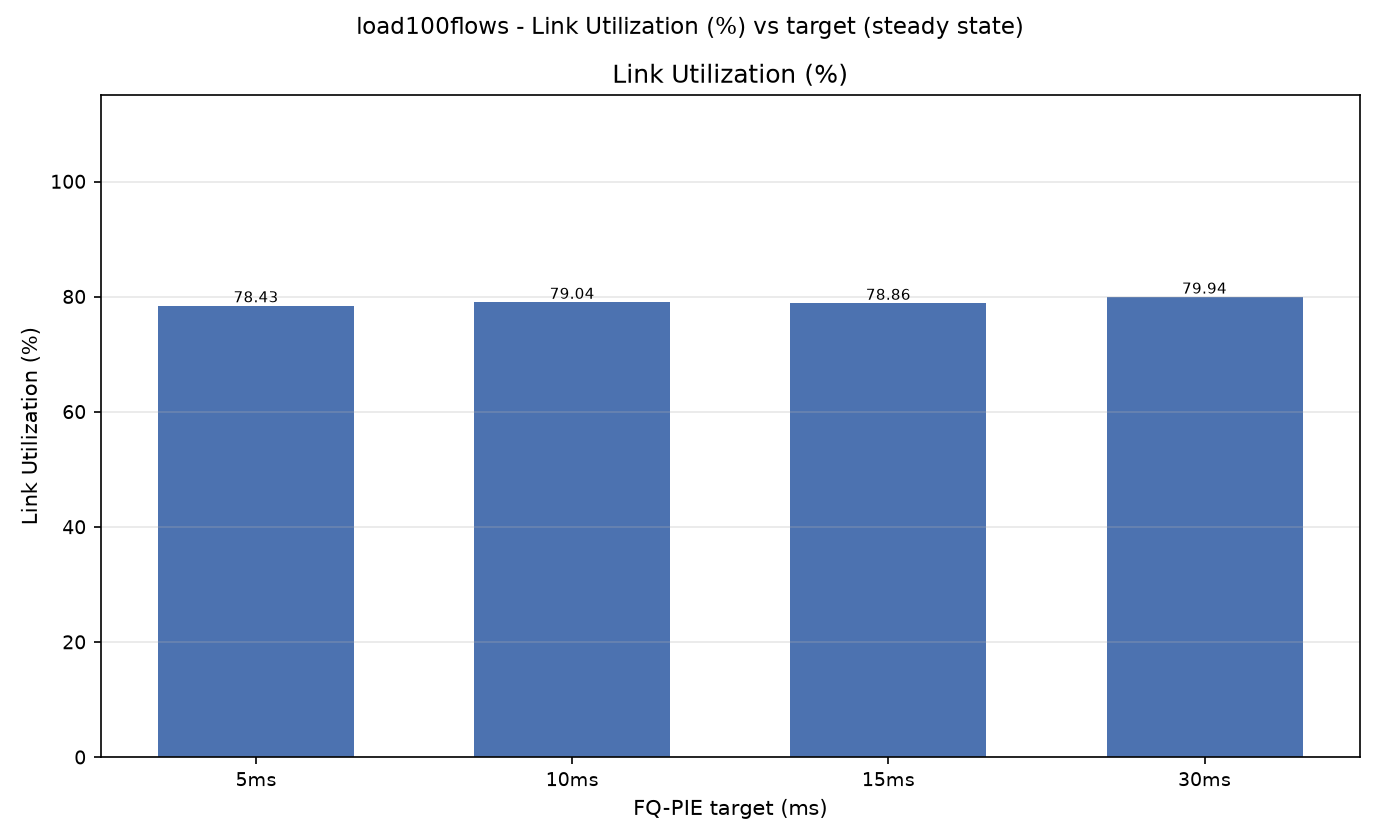 load100flows - Link Utilization (%) vs target (steady state)
Link Utilization (%)
Link Utilization (%)
100
80
60
40
20
0
78.43
79.04
78.86
79.94
5ms
10ms
15ms
30ms
FQ-PIE target (ms)